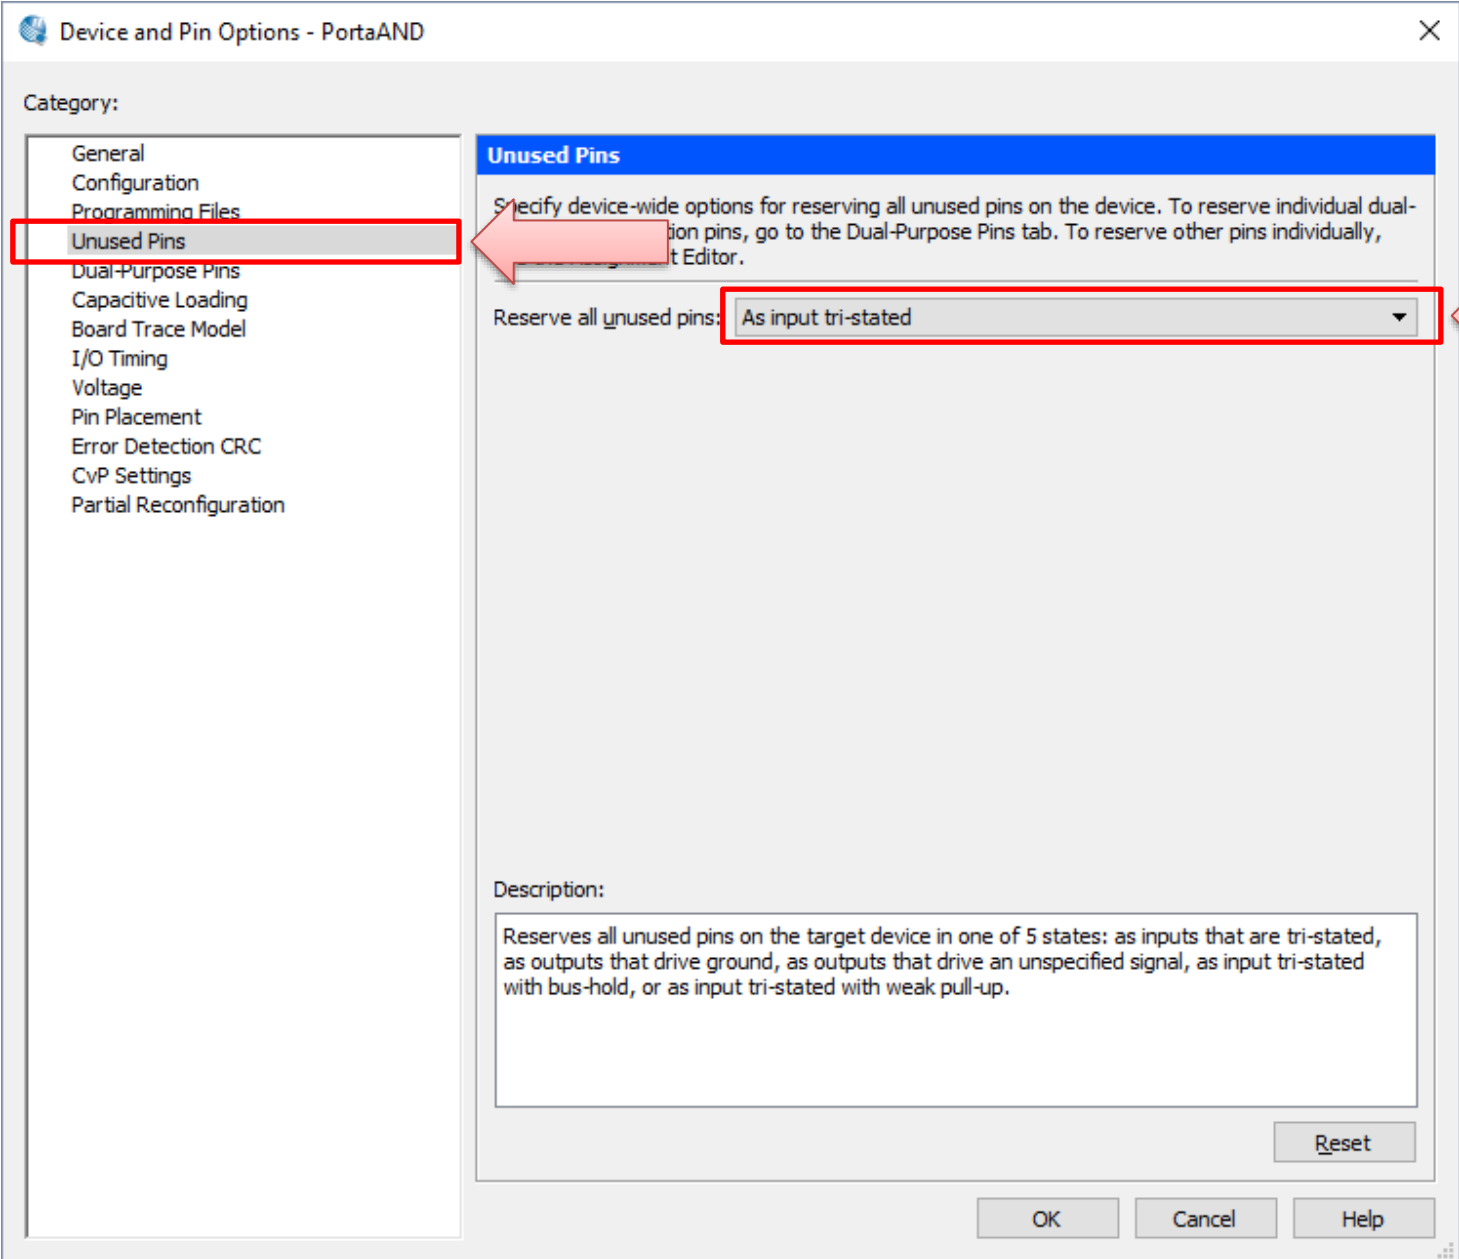 Device and Pin Options - PortaAND
Category:
General
Configuration
Programming Files
Unused Pins
Dual-Purpose Pins
Capacitive Loading
Board Trace Model
I/O Timing
Voltage
Pin Placement
Error Detection CRC
CvP Settings
Partial Reconfiguration
Unused Pins
Specify device-wide options for reserving all unused pins on the device. To reserve individual dual-
pins, go to the Dual-Purpose Pins tab. To reserve other pins individually,
the Assignment Editor.
Reserve all unused pins: As input tri-stated
Description:
Reserves all unused pins on the target device in one of 5 states: as inputs that are tri-stated,
as outputs that drive ground, as outputs that drive an unspecified signal, as input tri-stated
with bus-hold, or as input tri-stated with weak pull-up.
Reset
OK Cancel Help